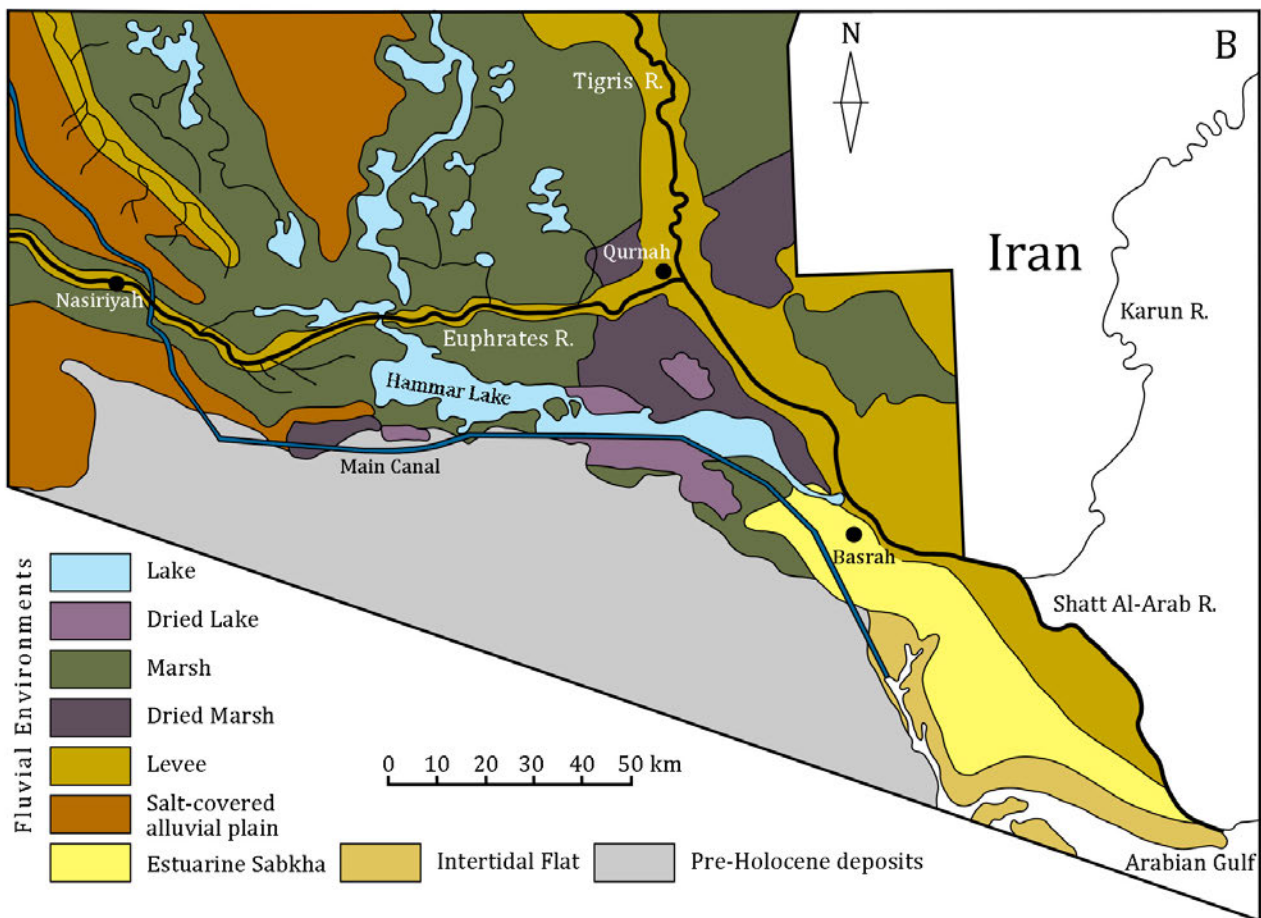 B
N
Tigris R.
Iran
Qurnah
Karun R.
Nasiriyah
Euphrates R.
Hammar Lake
Main Canal
Basrah
Shatt Al-Arab R.
Fluvial Environments
Lake
Dried Lake
Marsh
Dried Marsh
Levee
Salt-covered
alluvial plain
Estuarine Sabkha
Intertidal Flat
Pre-Holocene deposits
0 10 20 30 40 50 km
Arabian Gulf